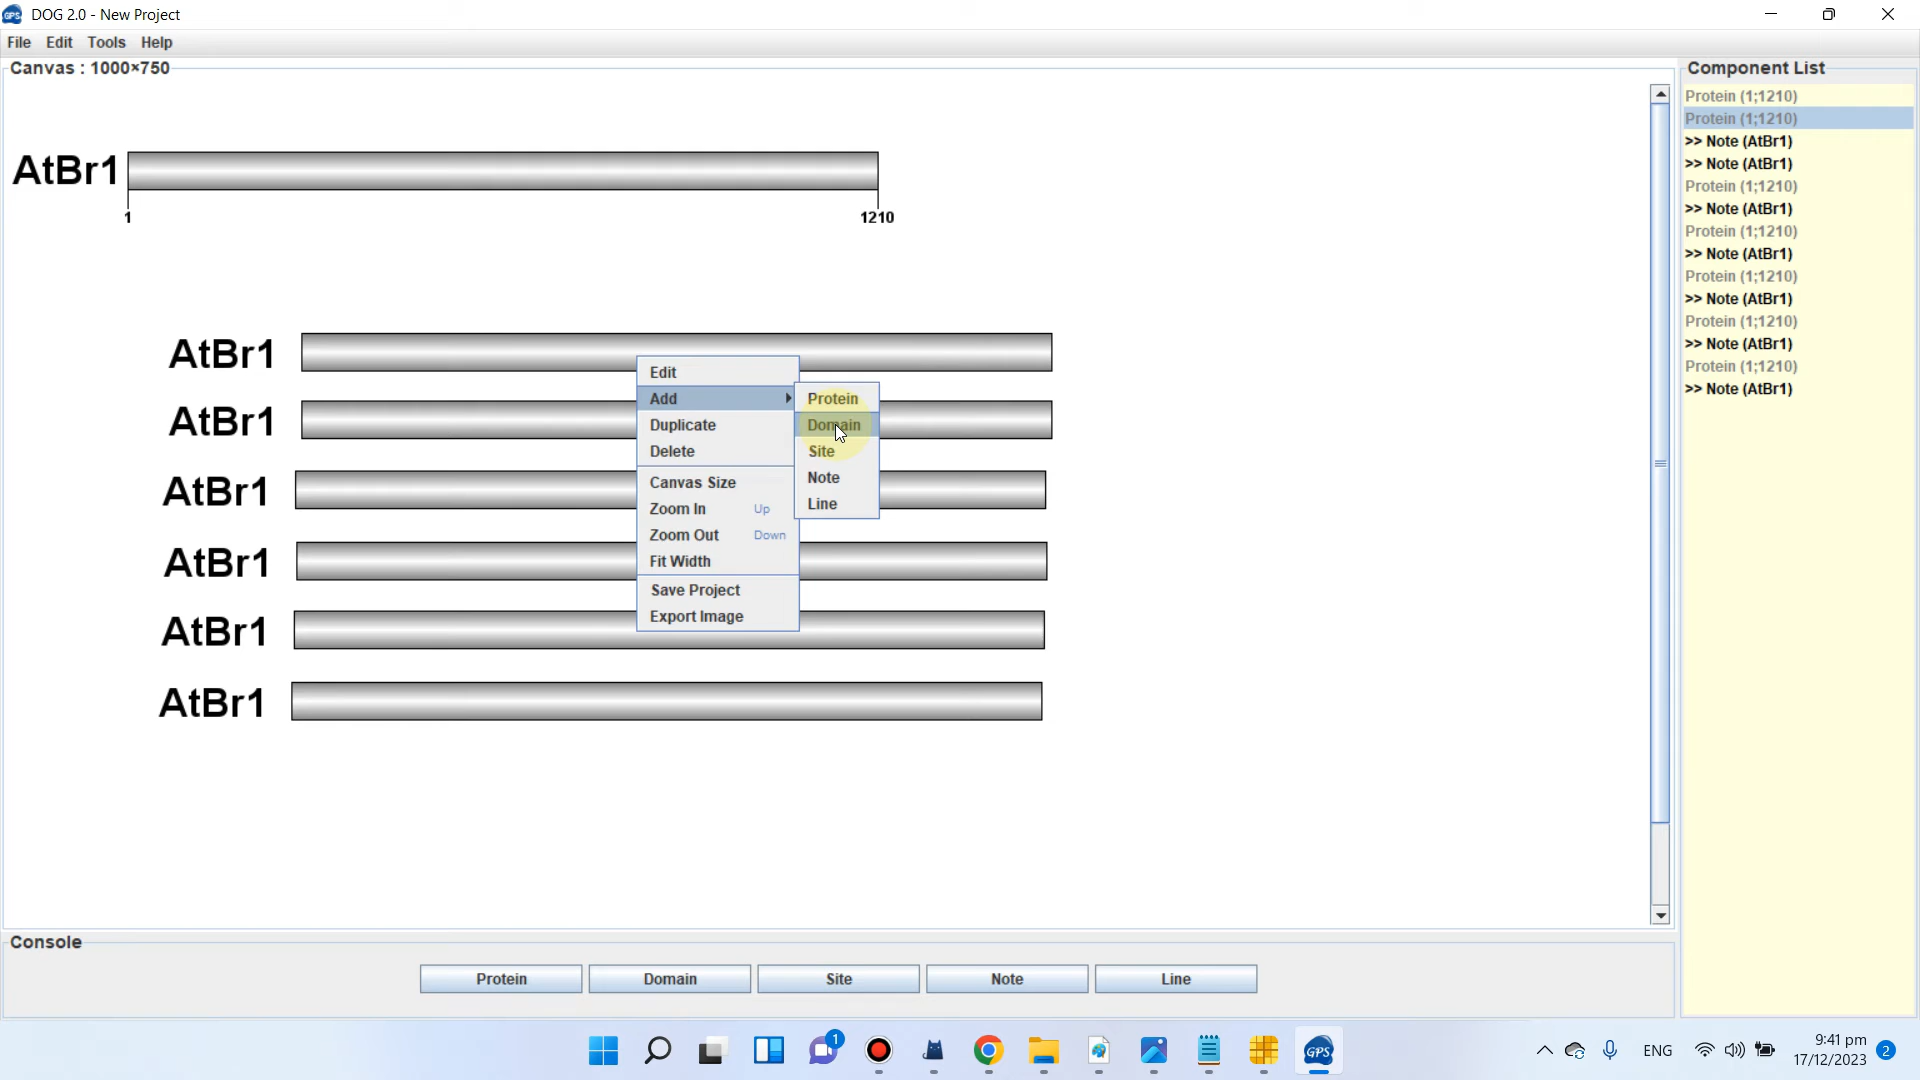 GPS DOG 2.0 - New Project
File Edit Tools Help
Canvas : 1000×750
Component List
Protein (1;1210)
Protein (1;1210)
>> Note (AtBr1)
>> Note (AtBr1)
Protein (1;1210)
>> Note (AtBr1)
Protein (1;1210)
>> Note (AtBr1)
Protein (1;1210)
>> Note (AtBr1)
Protein (1;1210)
>> Note (AtBr1)
Protein (1;1210)
>> Note (AtBr1)
AtBr1
1 1210
AtBr1
AtBr1
AtBr1
AtBr1
AtBr1
AtBr1
Edit
Add
Duplicate
Delete
Canvas Size
Zoom In Up
Zoom Out Down
Fit Width
Save Project
Export Image
Protein
Domain
Site
Note
Line
Console
Protein Domain Site Note Line
1
GPS
ENG
9:41 pm
17/12/2023
2